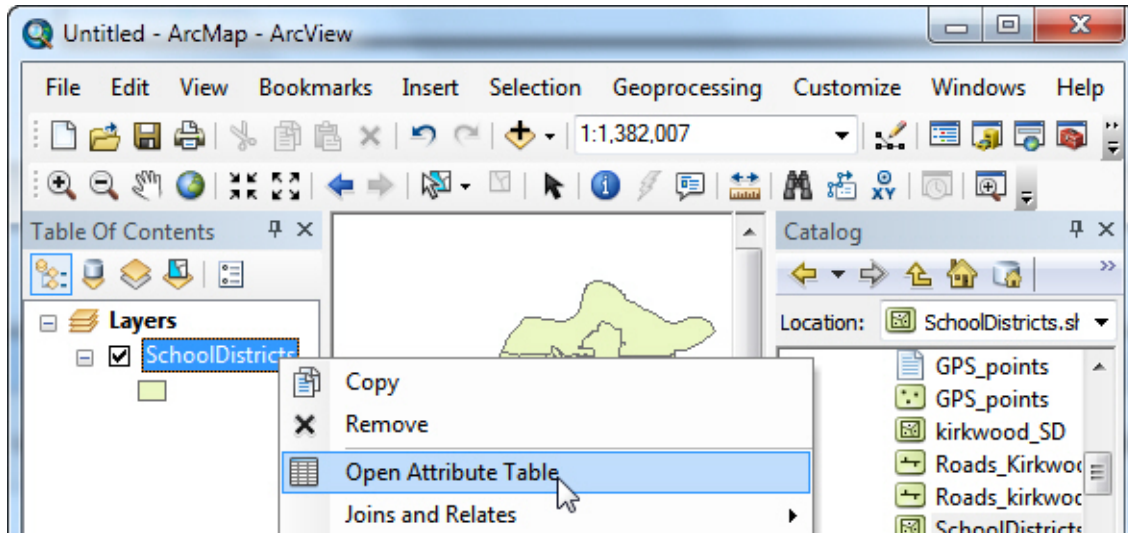 Untitled - ArcMap - ArcView
File Edit View Bookmarks Insert Selection Geoprocessing Customize Windows Help
1:1,382,007
XY
Table Of Contents
Catalog
Location: SchoolDistricts.sh
Layers
SchoolDistricts
Copy
Remove
Open Attribute Table
Joins and Relates
GPS_points
GPS_points
kirkwood_SD
Roads_Kirkwoo
Roads_kirkwoo
SchoolDistricts